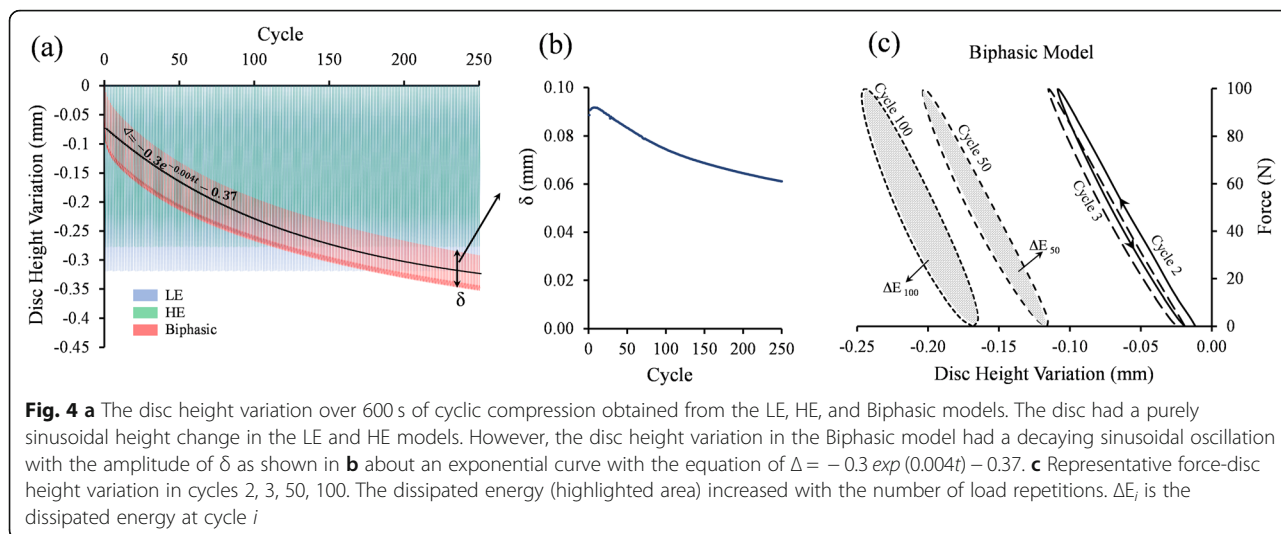 (a)
Cycle
0 50 100 150 200 250
Disc Height Variation (mm)
0
-0.05
-0.1
-0.15
-0.2
-0.25
-0.3
-0.35
-0.4
-0.45
Δ= −0.3e^−0.004t − 0.37
δ
LE
HE
Biphasic
(b)
δ (mm)
0.10
0.08
0.06
0.04
0.02
0.00
0 50 100 150 200 250
Cycle
(c)
Biphasic Model
Cycle 100
Cycle 50
Cycle 3
Cycle 2
ΔE 100
ΔE 50
100
80
60
40
20
0
Force (N)
-0.25 -0.20 -0.15 -0.10 -0.05 0.00
Disc Height Variation (mm)
Fig. 4 a The disc height variation over 600 s of cyclic compression obtained from the LE, HE, and Biphasic models. The disc had a purely
sinusoidal height change in the LE and HE models. However, the disc height variation in the Biphasic model had a decaying sinusoidal oscillation
with the amplitude of δ as shown in b about an exponential curve with the equation of Δ = − 0.3 exp (0.004t) − 0.37. c Representative force-disc
height variation in cycles 2, 3, 50, 100. The dissipated energy (highlighted area) increased with the number of load repetitions. ΔEi is the
dissipated energy at cycle i